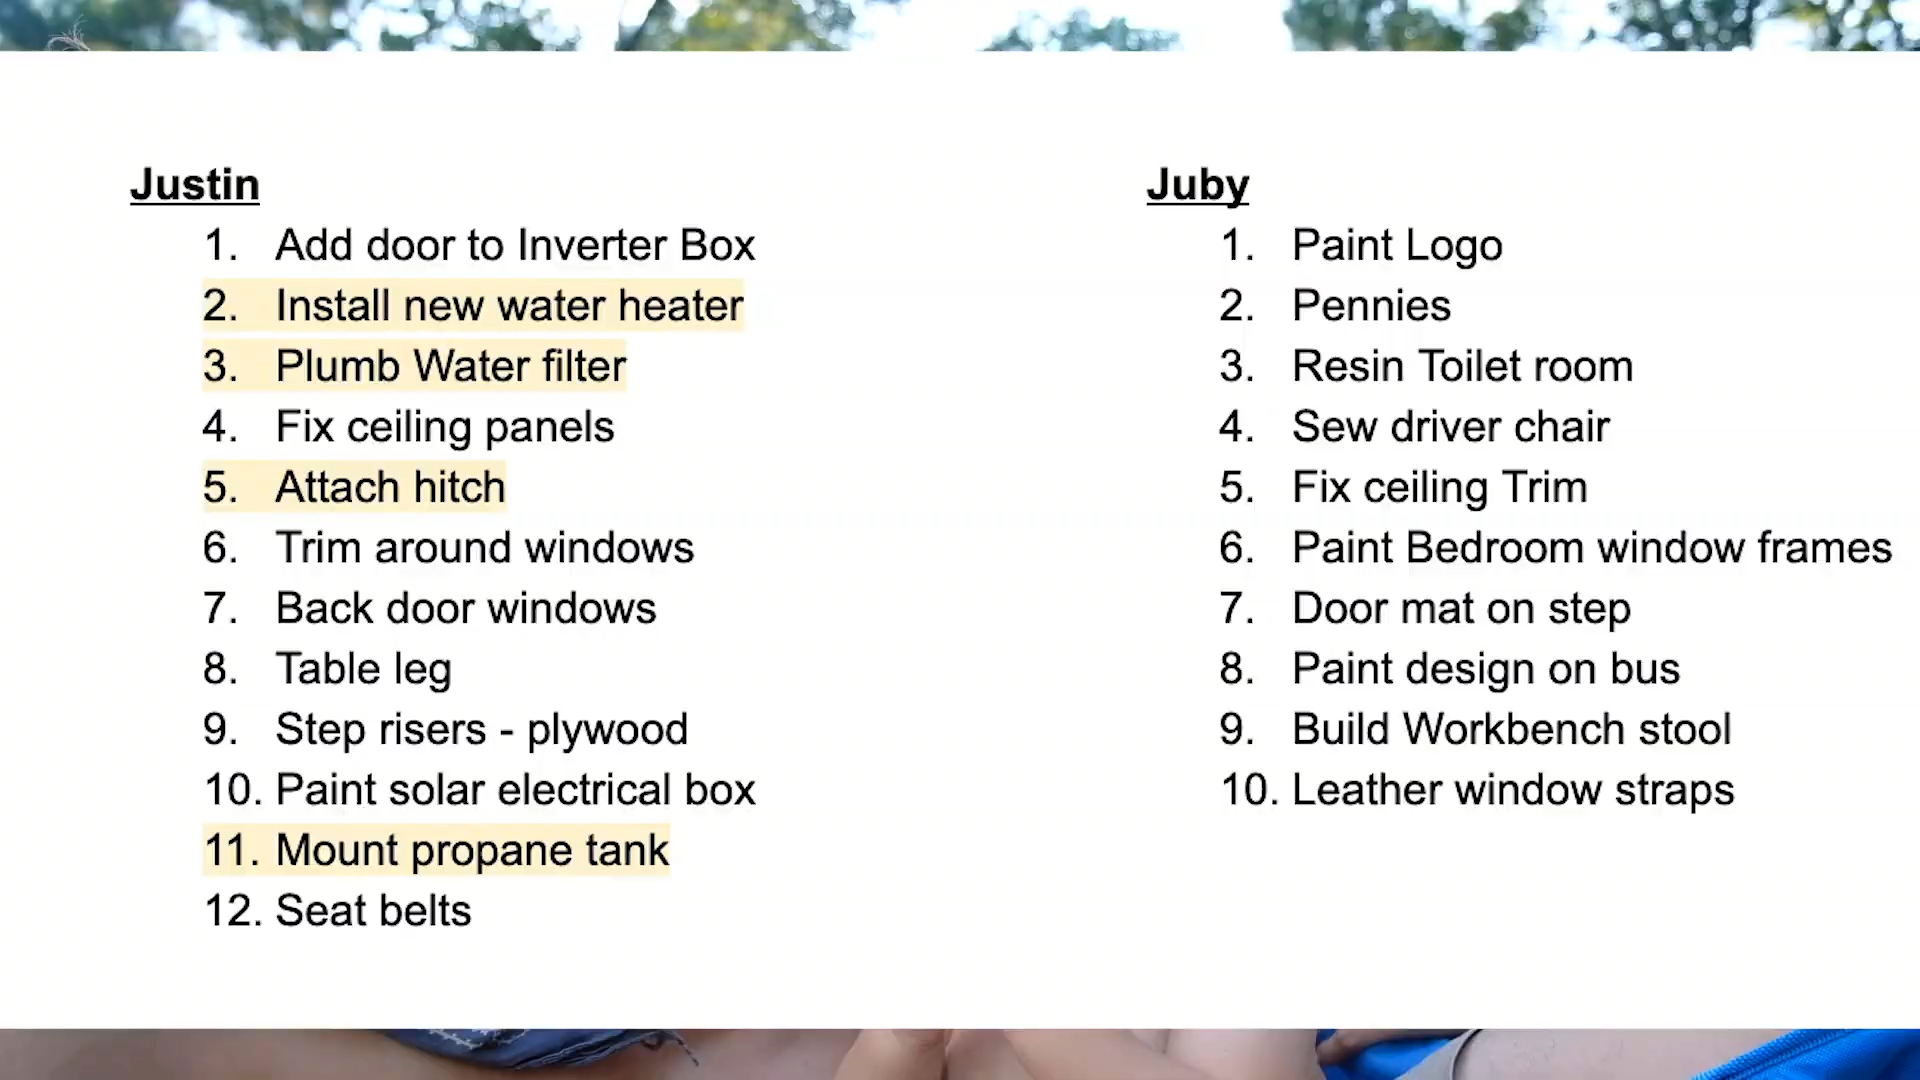 Justin
1. Add door to Inverter Box
2. Install new water heater
3. Plumb Water filter
4. Fix ceiling panels
5. Attach hitch
6. Trim around windows
7. Back door windows
8. Table leg
9. Step risers - plywood
10. Paint solar electrical box
11. Mount propane tank
12. Seat belts
Juby
1. Paint Logo
2. Pennies
3. Resin Toilet room
4. Sew driver chair
5. Fix ceiling Trim
6. Paint Bedroom window frames
7. Door mat on step
8. Paint design on bus
9. Build Workbench stool
10. Leather window straps